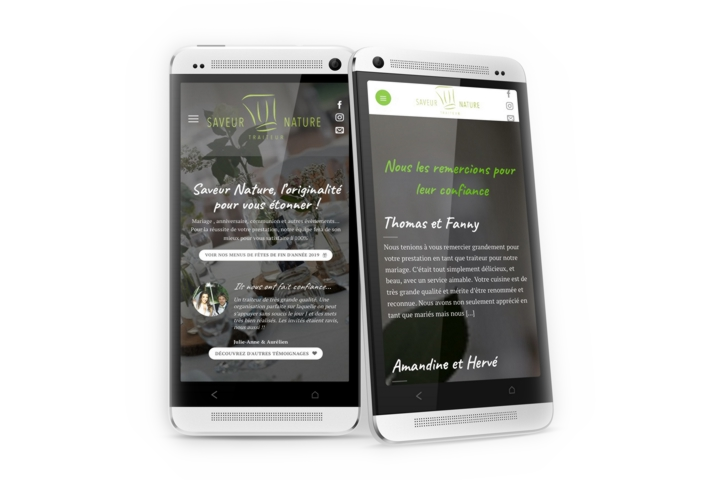 SAVEUR NATURE
TRAITEUR
Saveur Nature, l'originalité
pour vous étonner !
Mariage , anniversaire, communion et autres événements...
Pour la réussite de votre prestation, notre équipe fera de son
mieux pour vous satisfaire à 100%.
VOIR NOS MENUS DE FÊTES DE FIN D'ANNÉE 2019
Ils nous ont fait confiance...
Un traiteur de très grande qualité. Une
organisation parfaite sur laquelle on peut
s'appuyer sans soucis le jour J et des mets
très bien réalisés. Les invités étaient ravis,
nous aussi !!
Julie-Anne & Aurélien
DÉCOUVREZ D'AUTRES TÉMOIGNAGES
SAVEUR NATURE
Nous les remercions pour
leur confiance
Thomas et Fanny
Nous tenions à vous remercier grandement pour
votre prestation en tant que traiteur pour notre
mariage. C'était tout simplement délicieux, et
beau, avec un service aimable. Votre cuisine est de
très grande qualité et mérite d'être renommée et
reconnue. Nous avons non seulement apprécié en
tant que mariés mais nous [...]
Amandine et Hervé